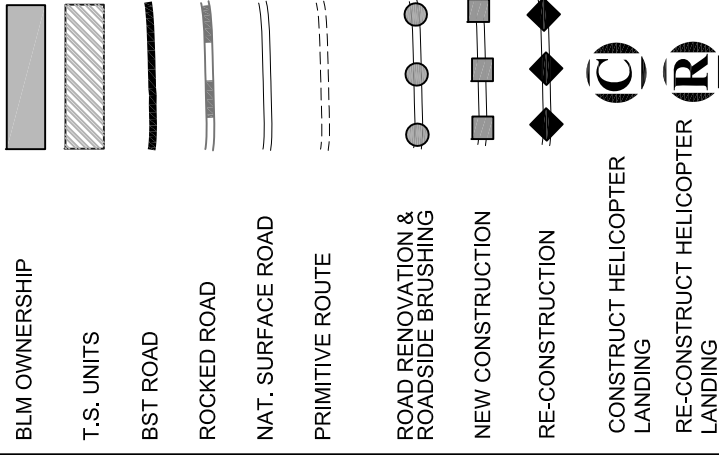 BLM OWNERSHIP
T.S. UNITS
BST ROAD
ROCKED ROAD
NAT. SURFACE ROAD
PRIMITIVE ROUTE
ROAD RENOVATION &
ROADSIDE BRUSHING
NEW CONSTRUCTION
RE-CONSTRUCTION
C
CONSTRUCT HELICOPTER
LANDING
R
RE-CONSTRUCT HELICOPTER
LANDING